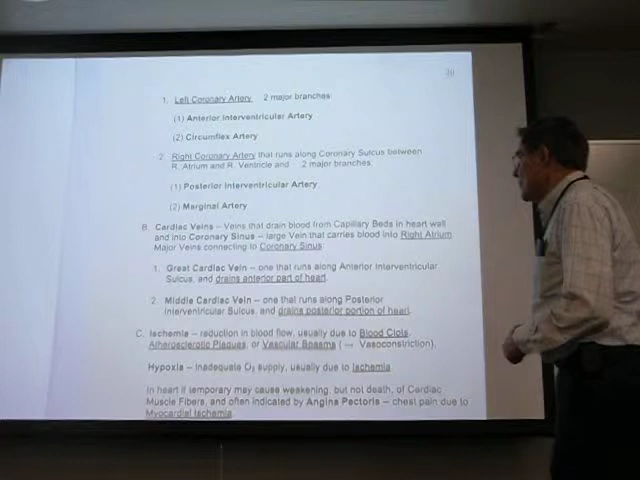 30
1. Left Coronary Artery 2 major branches:
(1) Anterior Interventricular Artery
(2) Circumflex Artery
2. Right Coronary Artery that runs along Coronary Sulcus between
R. Atrium and R. Ventricle and 2 major branches:
(1) Posterior Interventricular Artery
(2) Marginal Artery
B. Cardiac Veins – Veins that drain blood from Capillary Beds in heart wall
and into Coronary Sinus – large Vein that carries blood into Right Atrium
Major Veins connecting to Coronary Sinus:
1. Great Cardiac Vein – one that runs along Anterior Interventricular
Sulcus, and drains anterior part of heart.
2. Middle Cardiac Vein – one that runs along Posterior
Interventricular Sulcus, and drains posterior portion of heart.
C. Ischemia – reduction in blood flow, usually due to Blood Clots,
Atherosclerotic Plaques, or Vascular Spasms ( → Vasoconstriction).
Hypoxia – inadequate O₂ supply, usually due to Ischemia.
In heart if temporary may cause weakening, but not death, of Cardiac
Muscle Fibers, and often indicated by Angina Pectoris – chest pain due to
Myocardial Ischemia.